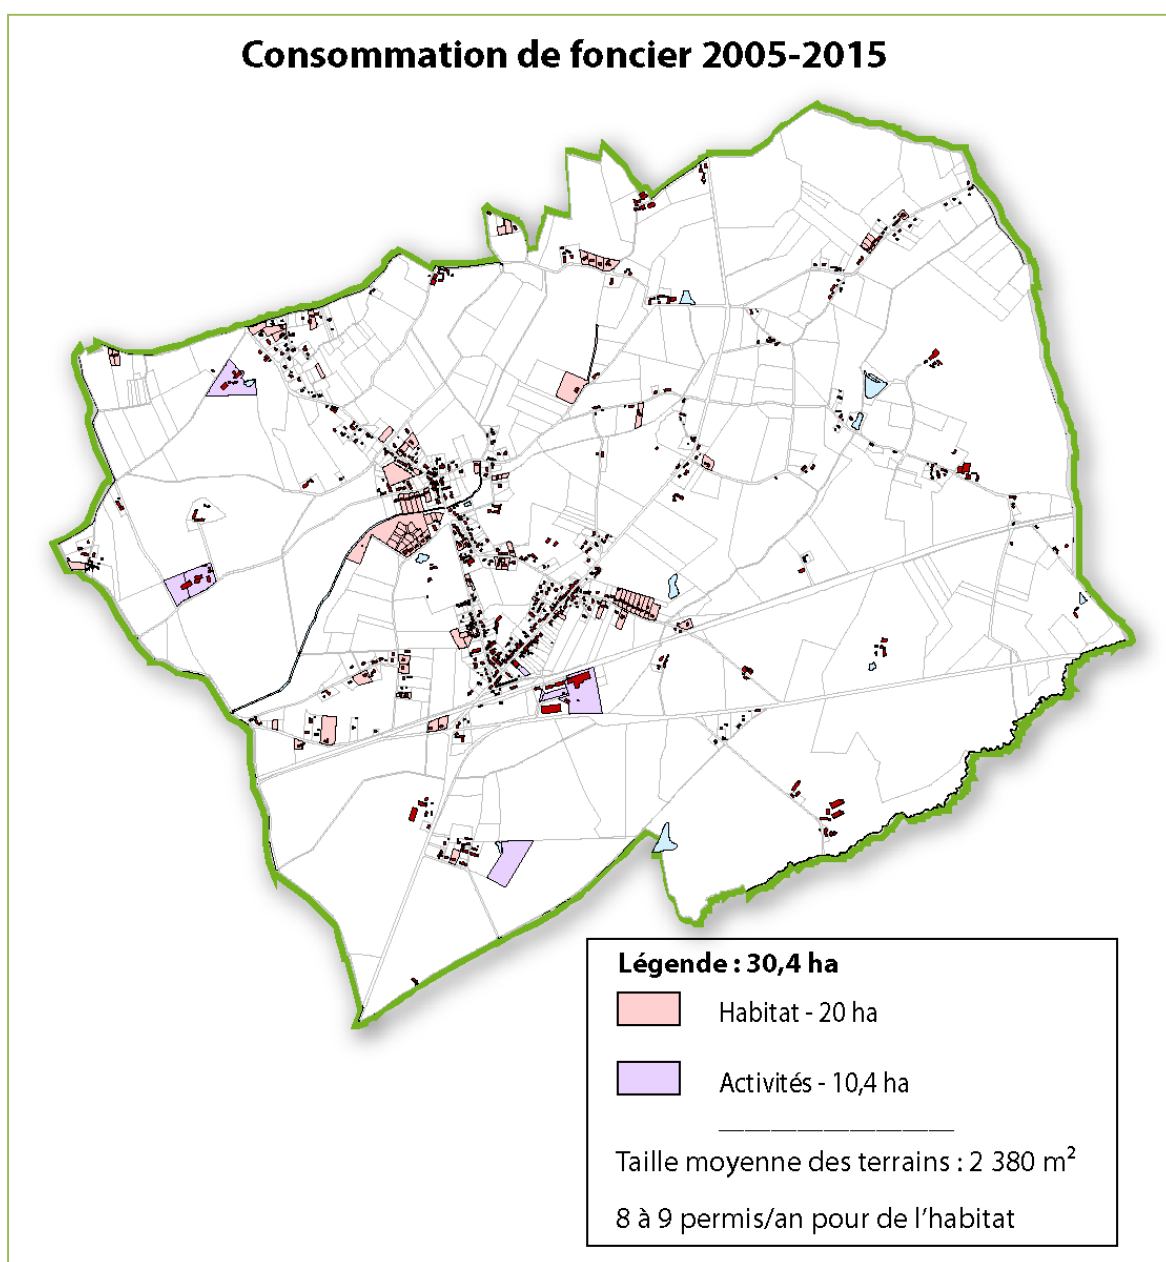 Consommation de foncier 2005-2015
Légende : 30,4 ha
Habitat - 20 ha
Activités - 10,4 ha
Taille moyenne des terrains : 2 380 m²
8 à 9 permis/an pour de l'habitat